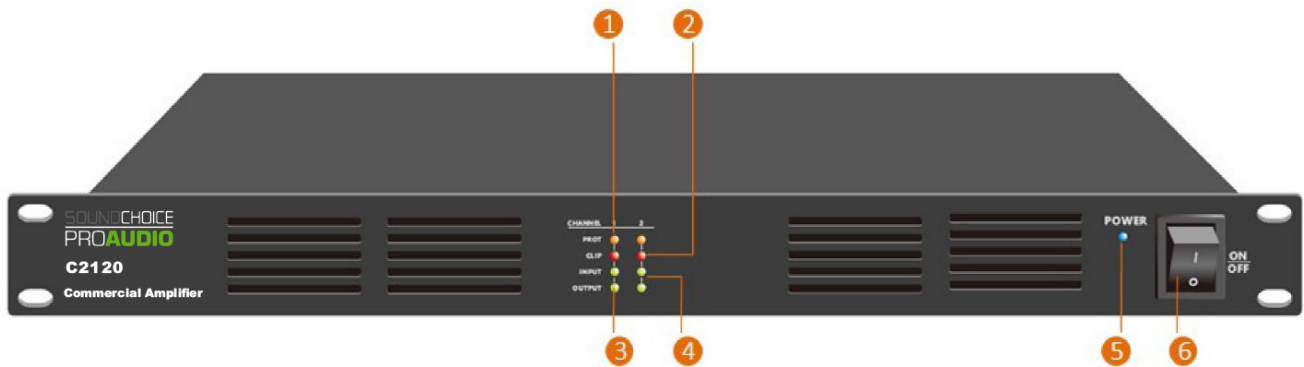 1 2
SOUNDCHOICE
PROAUDIO
C2120
Commercial Amplifier
CHANNEL 1 2
PROT
CLIP
INPUT
OUTPUT
POWER
I
O
ON
OFF
3 4 5 6